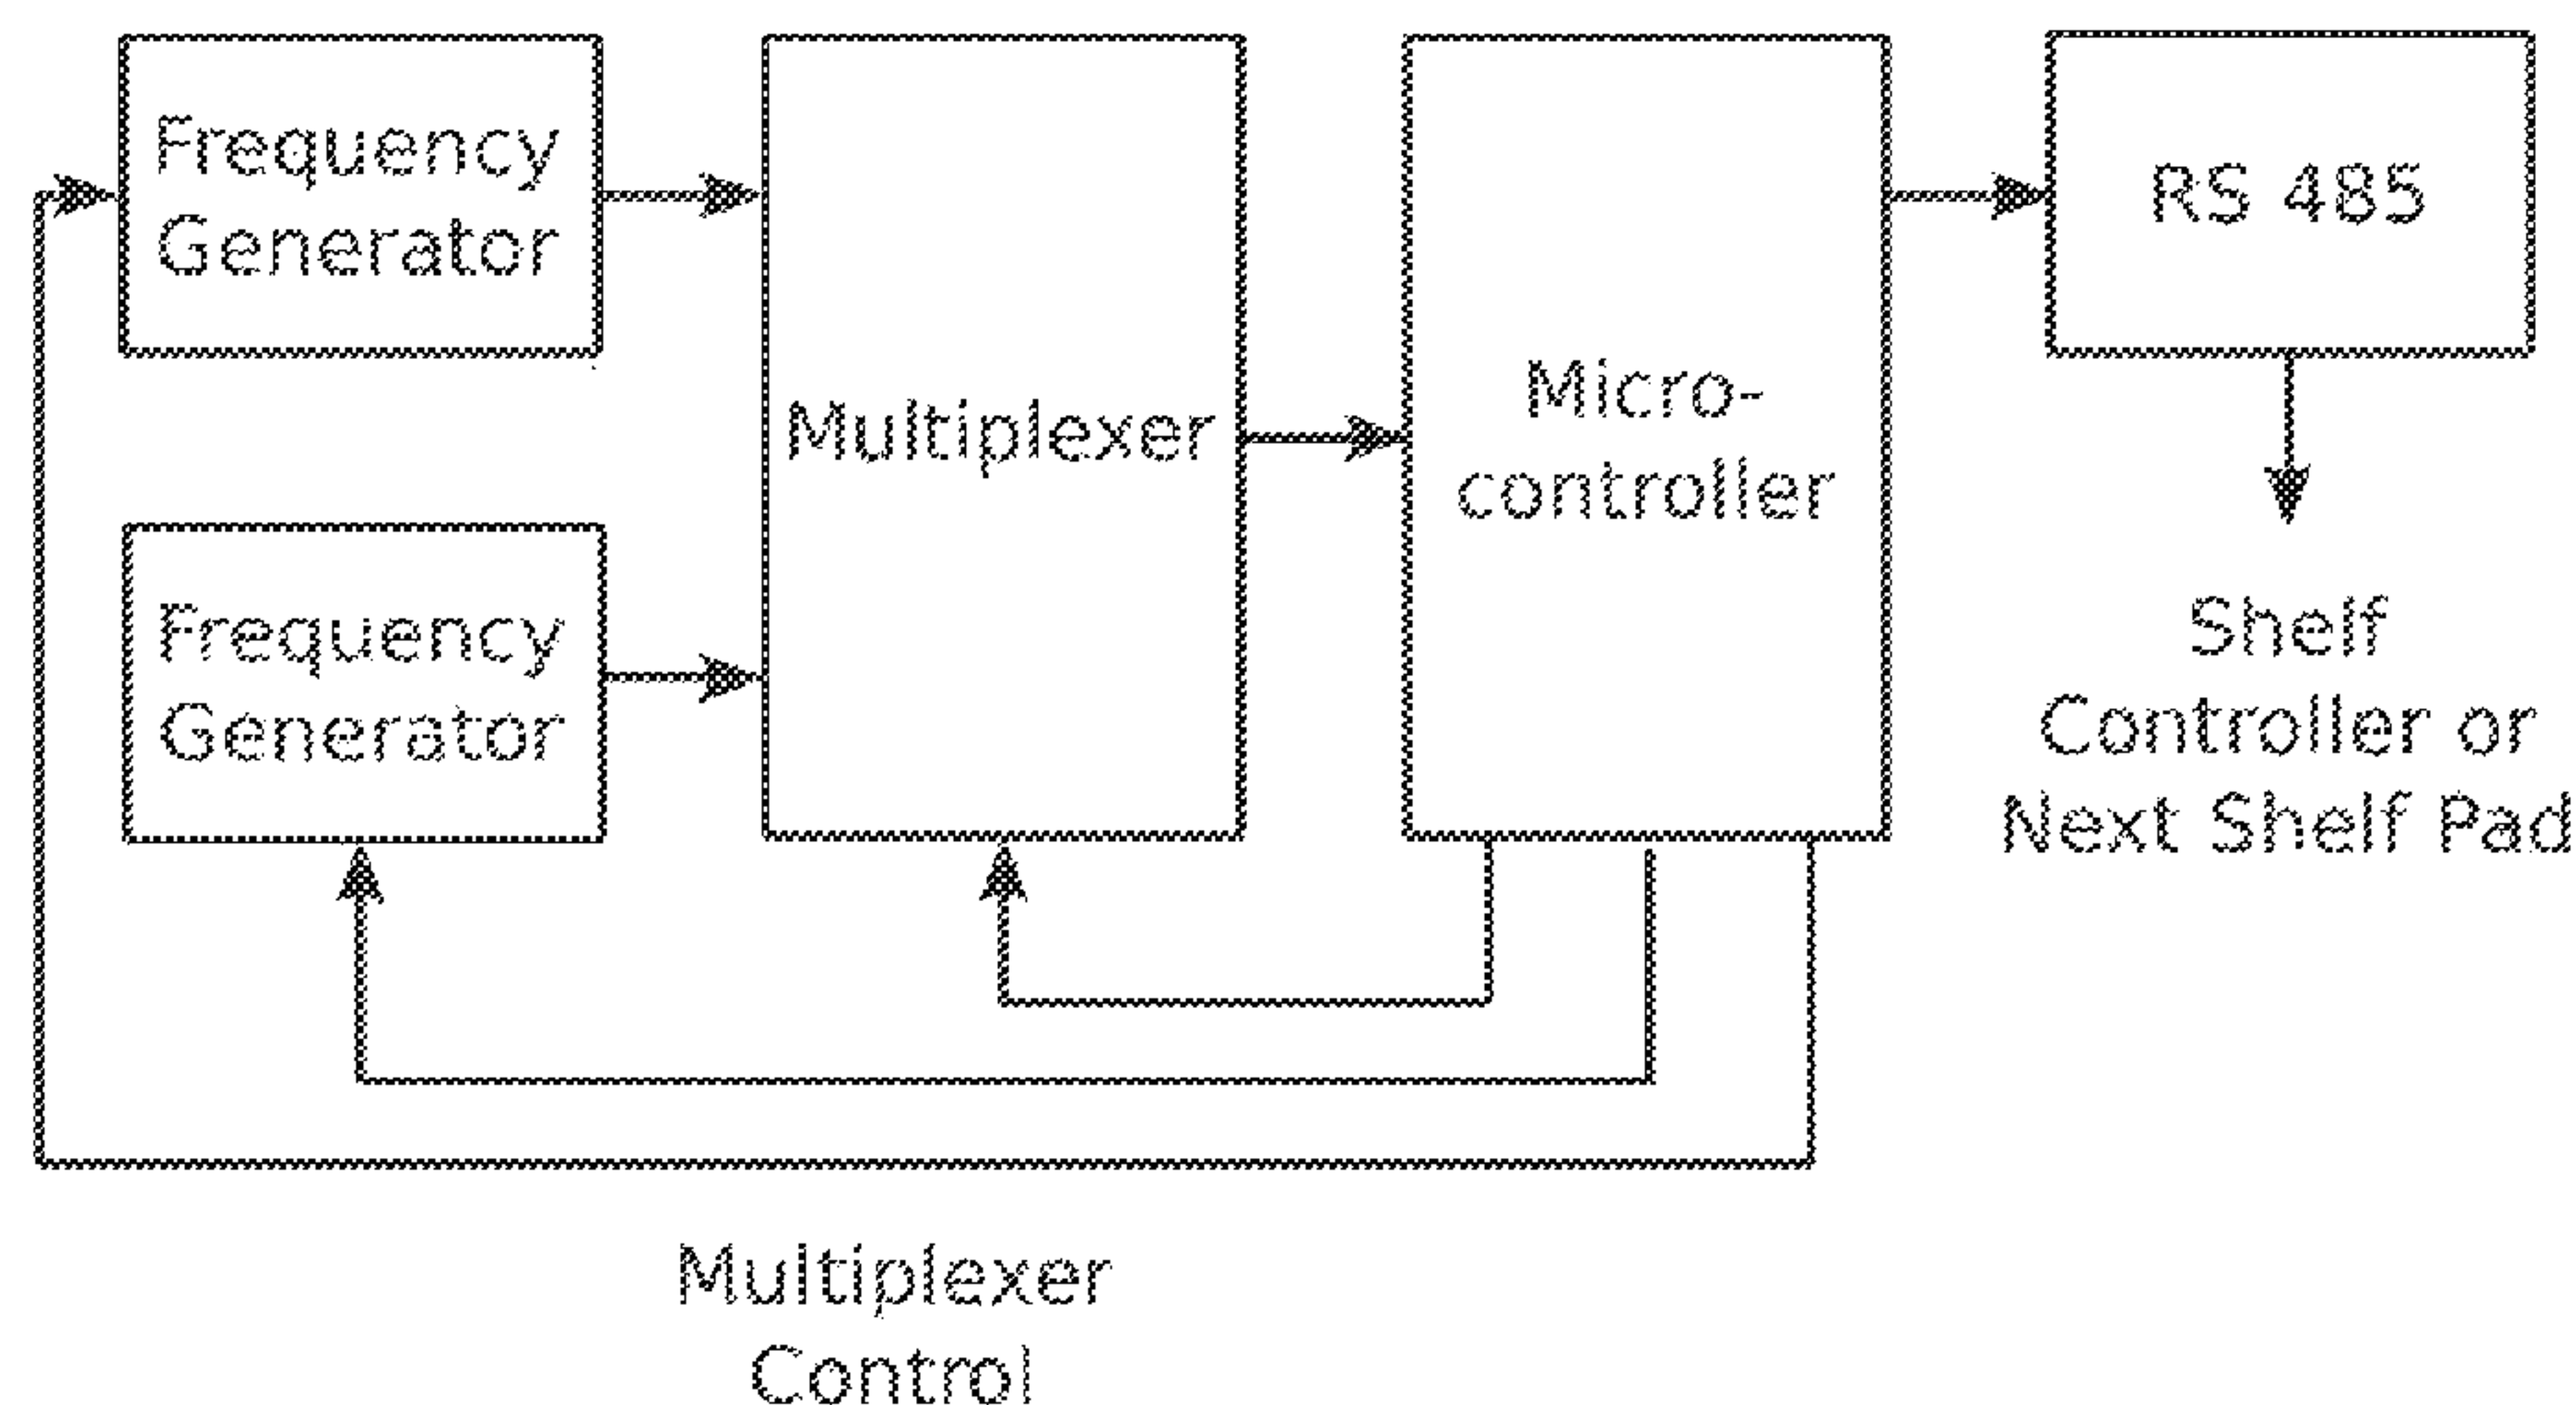 Frequency
Generator
Multiplexer
Micro-
controller
RS 485
Frequency
Generator
Shelf
Controller or
Next Shelf Pad
Multiplexer
Control